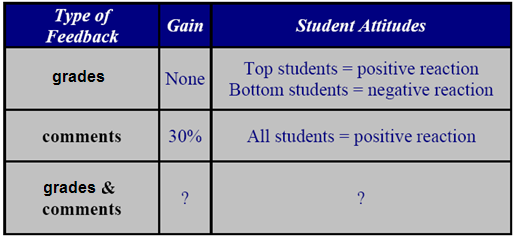 Type of
Feedback
Gain
Student Attitudes
grades
None
Top students = positive reaction
Bottom students = negative reaction
comments
30%
All students = positive reaction
grades &
comments
?
?